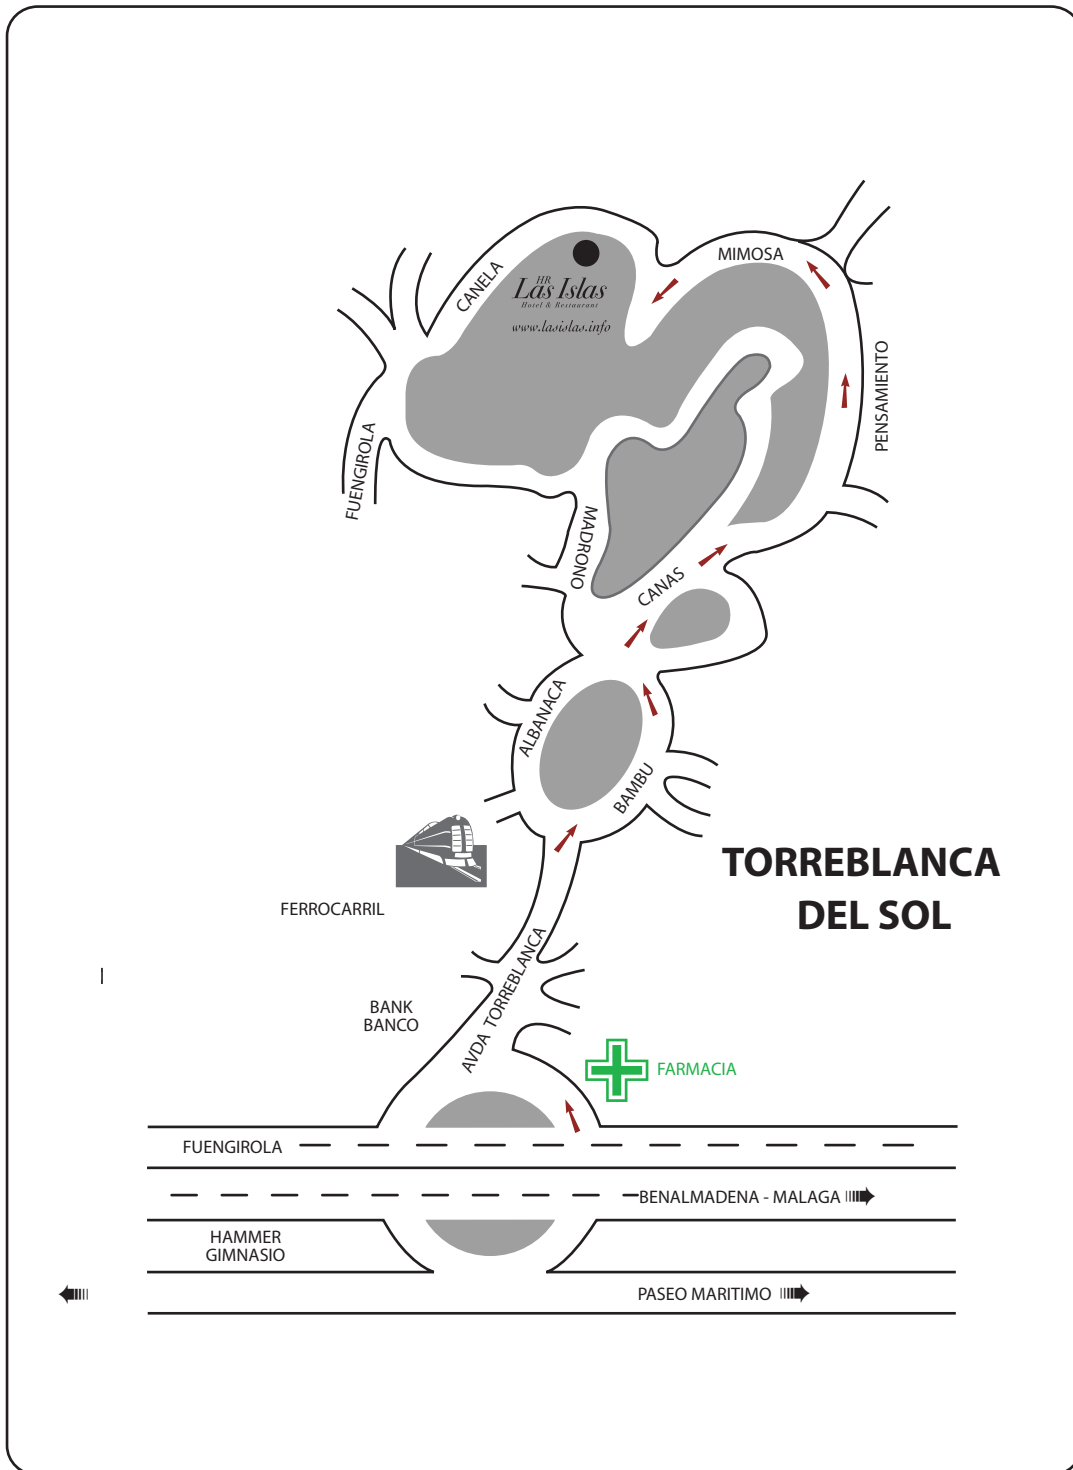 MIMOSA
CANELA
HR
Las Islas
Hotel & Restaurant
www.lasislas.info
PENSAMIENTO
FUENGIROLA
MADRONO
CANAS
ALBANACA
BAMBU
TORREBLANCA
DEL SOL
FERROCARRIL
AVDA TORREBLANCA
BANK
BANCO
FARMACIA
FUENGIROLA
BENALMADENA - MALAGA
HAMMER
GIMNASIO
PASEO MARITIMO